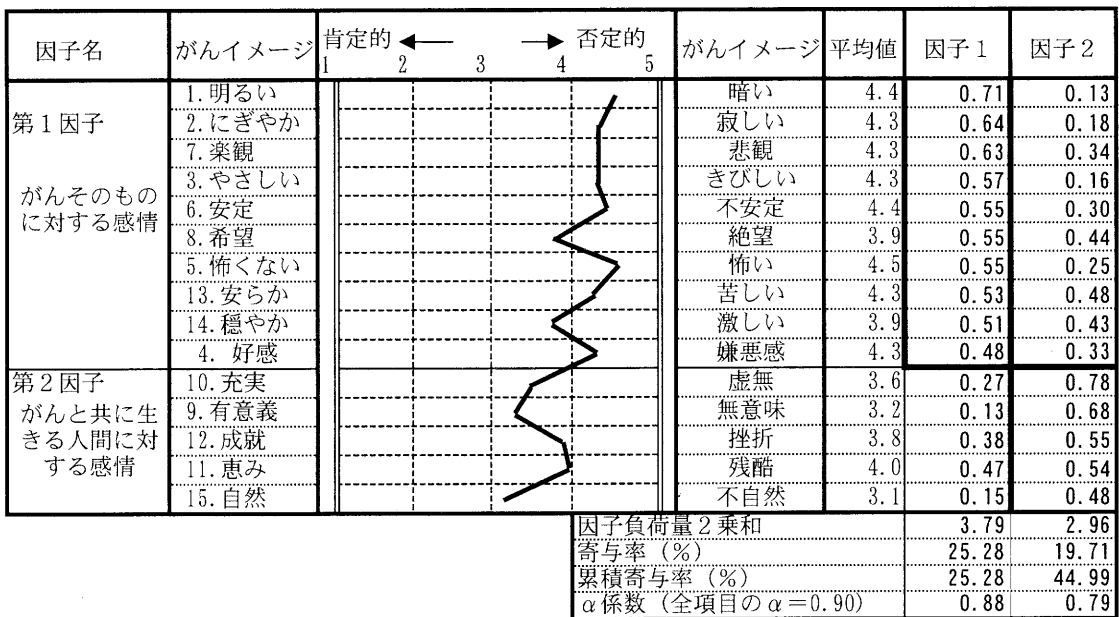 因子名 がんイメージ 肯定的 ← → 否定的 がんイメージ 平均値 因子1 因子2
1 2 3 4 5
1.明るい 暗い 4.4 0.71 0.13
第1因子 2.にぎやか 寂しい 4.3 0.64 0.18
7.楽観 悲観 4.3 0.63 0.34
がんそのもの 3.やさしい きびしい 4.3 0.57 0.16
に対する感情 6.安定 不安定 4.4 0.55 0.30
8.希望 絶望 3.9 0.55 0.44
5.怖くない 怖い 4.5 0.55 0.25
13.安らか 苦しい 4.3 0.53 0.48
14.穏やか 激しい 3.9 0.51 0.43
4. 好感 嫌悪感 4.3 0.48 0.33
第2因子 10.充実 虚無 3.6 0.27 0.78
がんと共に生 9.有意義 無意味 3.2 0.13 0.68
きる人間に対 12.成就 挫折 3.8 0.38 0.55
する感情 11.恵み 残酷 4.0 0.47 0.54
15.自然 不自然 3.1 0.15 0.48
因子負荷量2乗和 3.79 2.96
寄与率(%) 25.28 19.71
累積寄与率(%) 25.28 44.99
α係数(全項目のα=0.90) 0.88 0.79